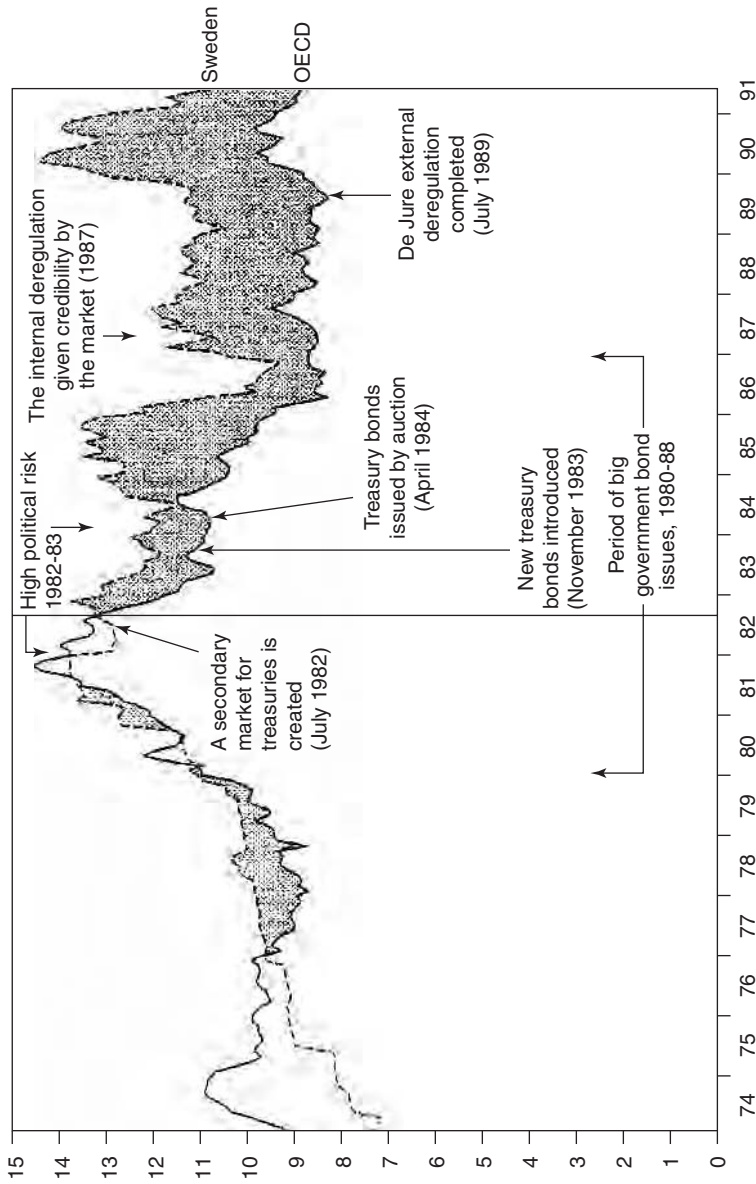 15
14
13
12
11
10
9
8
7
6
5
4
3
2
1
0
74
75
76
77
78
79
80
81
82
83
84
85
86
87
88
89
90
91
High political risk
1982-83
The internal deregulation
given credibility by
the market (1987)
Sweden
OECD
A secondary
market for
treasuries is
created
(July 1982)
Treasury bonds
issued by auction
(April 1984)
De Jure external
deregulation
completed
(July 1989)
New treasury
bonds introduced
(November 1983)
Period of big
government bond
issues, 1980-88